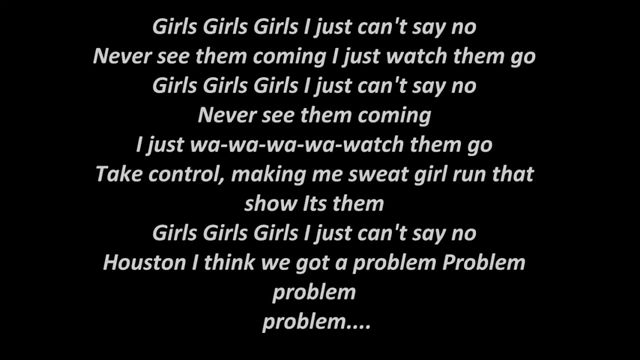 Girls Girls Girls I just can't say no
Never see them coming I just watch them go
Girls Girls Girls I just can't say no
Never see them coming
I just wa-wa-wa-wa-watch them go
Take control, making me sweat girl run that
show Its them
Girls Girls Girls I just can't say no
Houston I think we got a problem Problem
problem
problem....